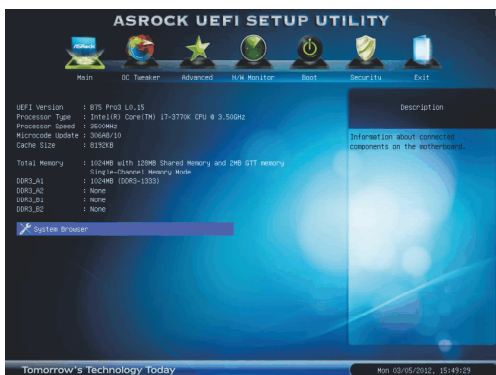 ASROCK UEFI SETUP UTILITY
ASRock
Main OC Tweaker Advanced H/W Monitor Boot Security Exit
UEFI Version : B75 Pro3 L0.15
Processor Type : Intel(R) Core(TM) i7-3770K CPU @ 3.50GHz
Processor Speed : 3500MHz
Microcode Update : 306A8/10
Cache Size : 8192KB
Total Memory : 1024MB with 128MB Shared Memory and 2MB GTT memory
Single-Channel Memory Mode
DDR3_A1 : 1024MB (DDR3-1333)
DDR3_A2 : None
DDR3_B1 : None
DDR3_B2 : None
System Browser
Description
Information about connected
components on the motherboard.
Tomorrow's Technology Today
Mon 03/05/2012, 15:49:29